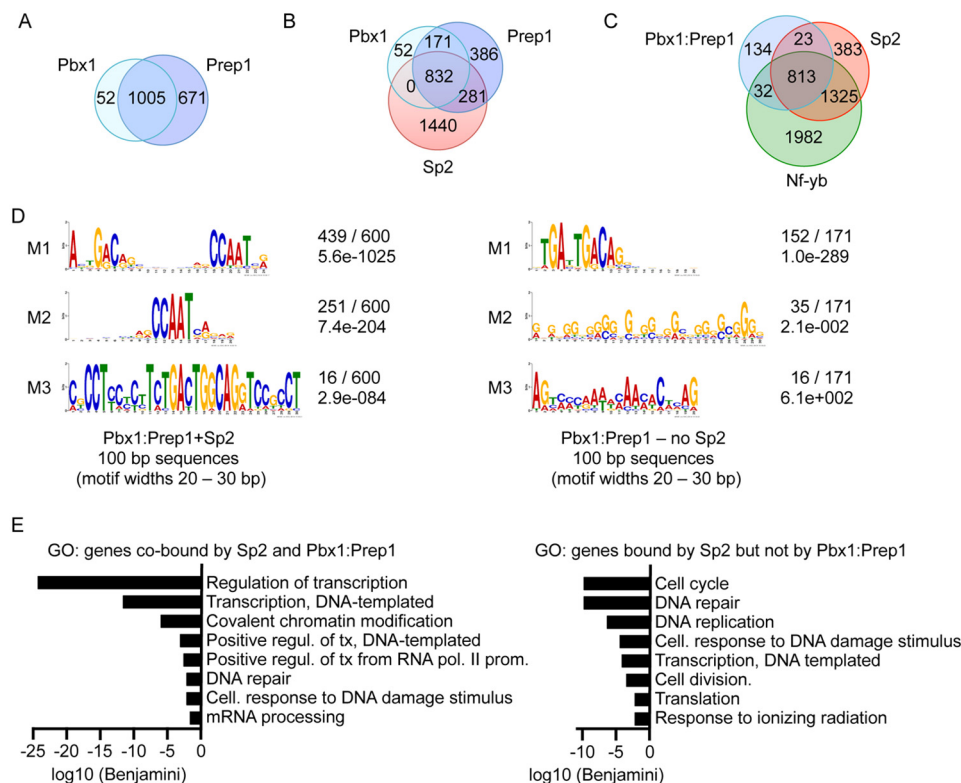 A
Pbx1
Prep1
52
1005
671
B
Pbx1
52
171
Prep1
386
0
832
281
1440
Sp2
C
Pbx1:Prep1
134
23
383
Sp2
32
813
1325
1982
Nf-yb
D
M1
439 / 600
5.6e-1025
M2
251 / 600
7.4e-204
M3
16 / 600
2.9e-084
Pbx1:Prep1+Sp2
100 bp sequences
(motif widths 20 – 30 bp)
M1
152 / 171
1.0e-289
M2
35 / 171
2.1e-002
M3
16 / 171
6.1e+002
Pbx1:Prep1 – no Sp2
100 bp sequences
(motif widths 20 – 30 bp)
E
GO: genes co-bound by Sp2 and Pbx1:Prep1
Regulation of transcription
Transcription, DNA-templated
Covalent chromatin modification
Positive regul. of tx, DNA-templated
Positive regul. of tx from RNA pol. II prom.
DNA repair
Cell. response to DNA damage stimulus
mRNA processing
-25 -20 -15 -10 -5 0
log10 (Benjamini)
GO: genes bound by Sp2 but not by Pbx1:Prep1
Cell cycle
DNA repair
DNA replication
Cell. response to DNA damage stimulus
Transcription, DNA templated
Cell division.
Translation
Response to ionizing radiation
-10 -5 0
log10 (Benjamini)